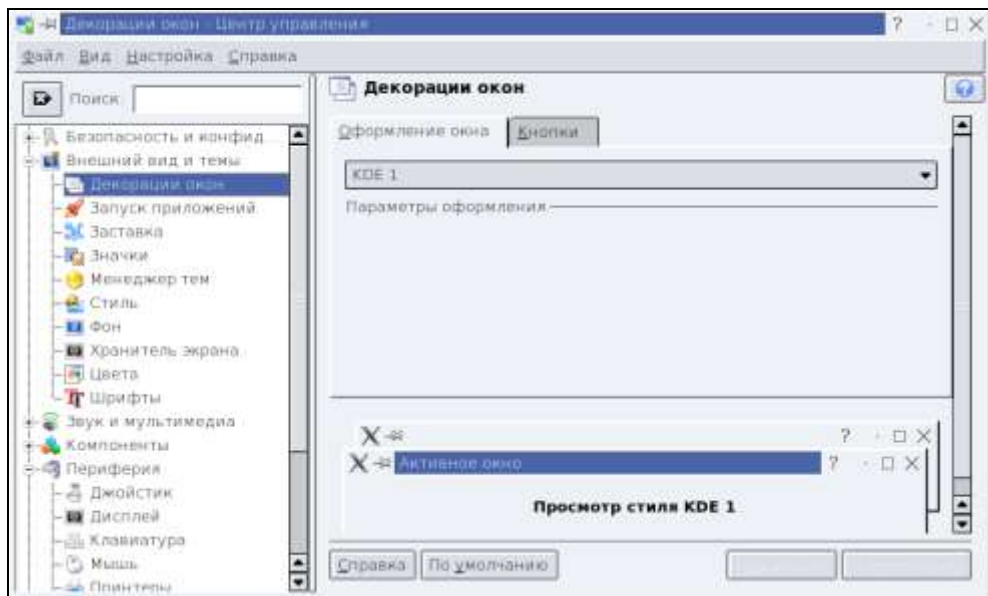 Декорации окон - Центр управления
Файл Вид Настройка Справка
Поиск:
Безопасность и конфид
Внешний вид и темы
Декорации окон
Запуск приложений
Заставка
Значки
Менеджер тем
Стиль
Фон
Хранитель экрана
Цвета
Шрифты
Звук и мультимедиа
Компоненты
Периферия
Джойстик
Дисплей
Клавиатура
Мышь
Принтеры
Декорации окон
Оформление окна Кнопки
KDE 1
Параметры оформления
Активное окно
Просмотр стиля KDE 1
Справка По умолчанию